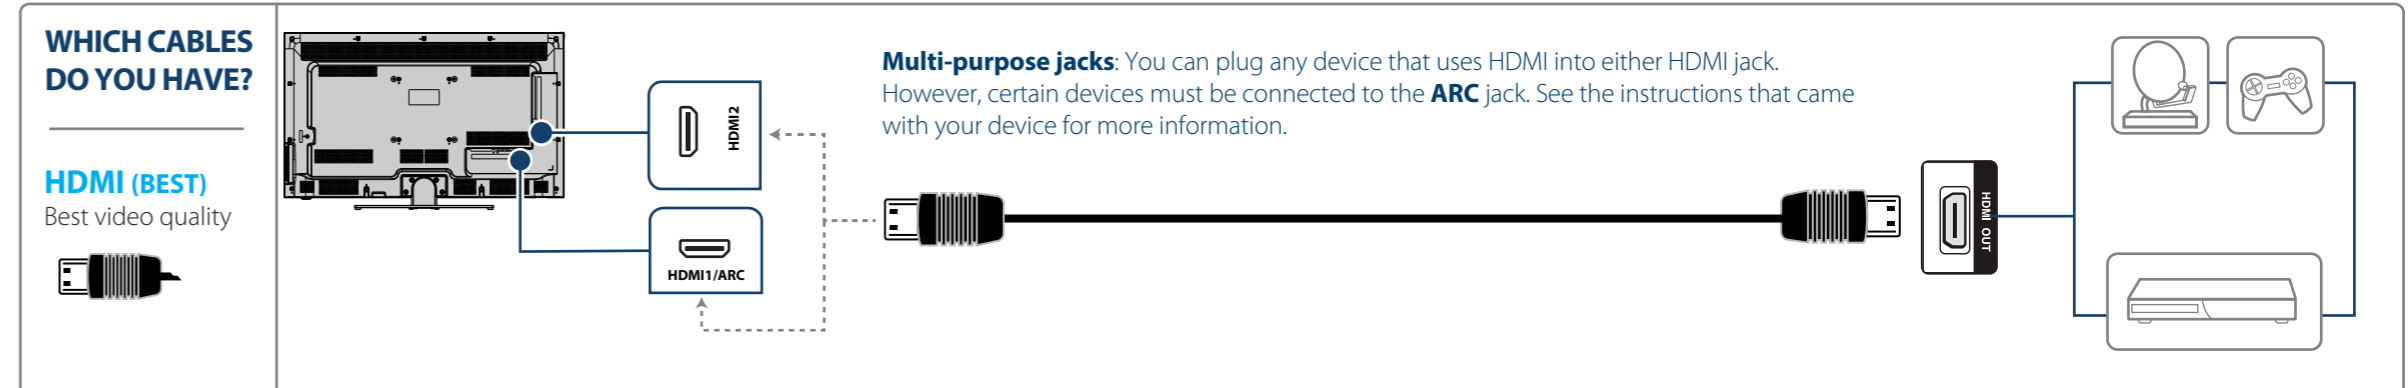 WHICH CABLES
DO YOU HAVE?
HDMI (BEST)
Best video quality
HDMI2
HDMI1/ARC
Multi-purpose jacks: You can plug any device that uses HDMI into either HDMI jack.
However, certain devices must be connected to the ARC jack. See the instructions that came
with your device for more information.
HDMI OUT